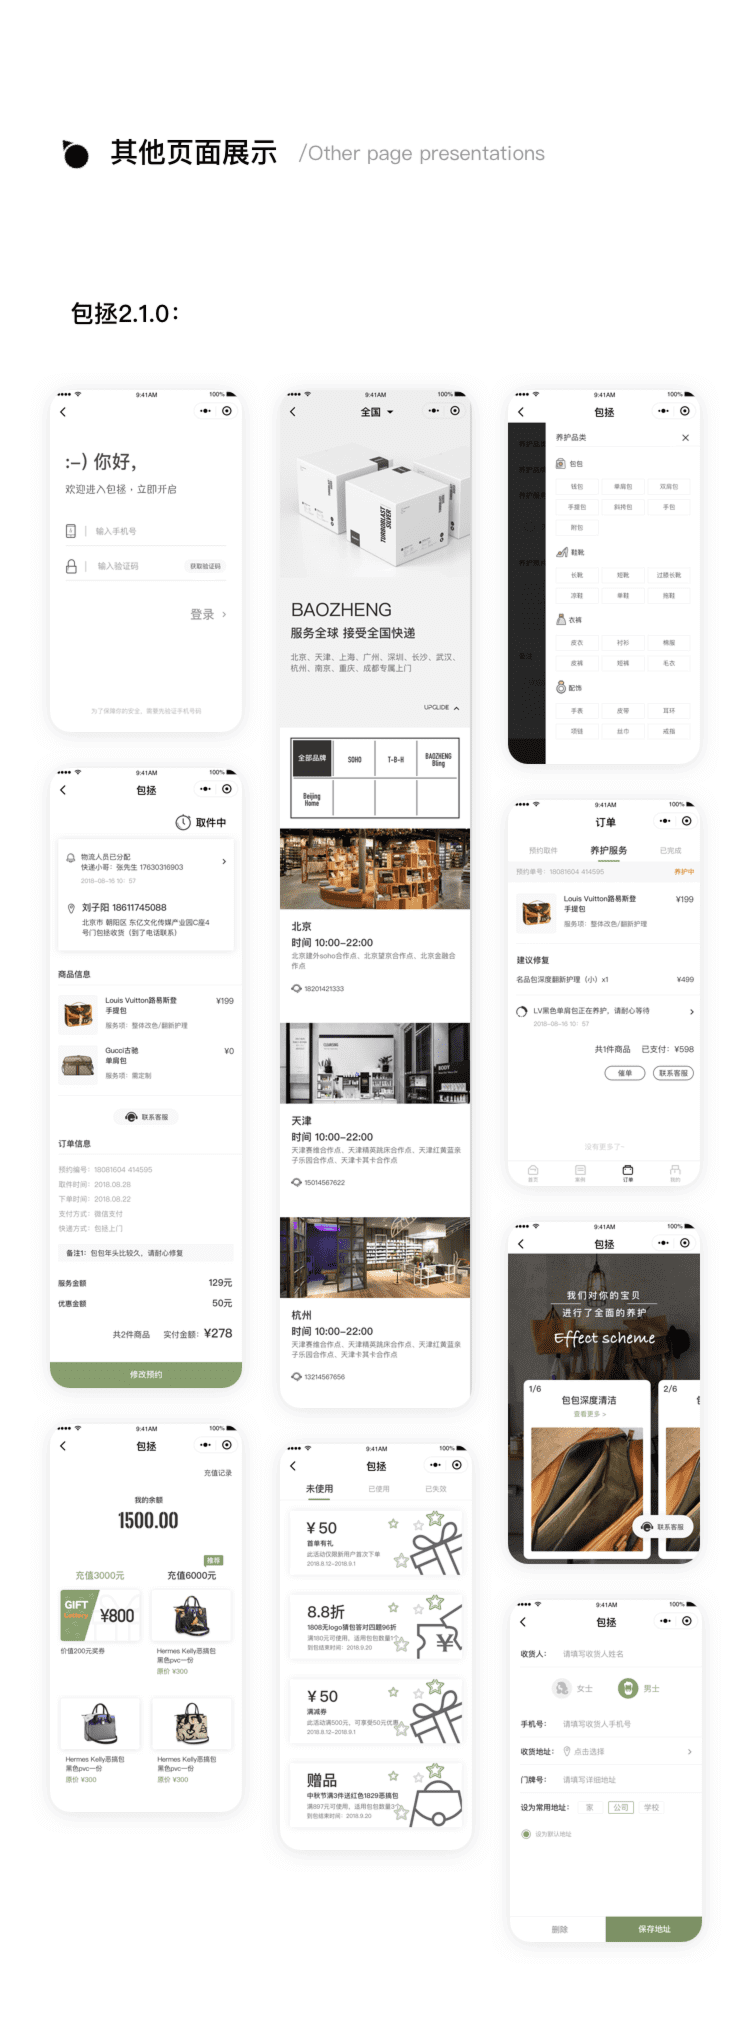 其他页面展示 /Other page presentations
包拯2.1.0:
9:41AM 100%
:-) 你好,
欢迎进入包拯，立即开启
输入手机号
输入验证码 获取验证码
登录 >
为了保障你的安全，需要先验证手机号码
9:41AM 100%
包拯
取件中
物流人员已分配
快递小哥：张先生 17630316903
2018-08-16 10：57
刘子阳 18611745088
北京市 朝阳区 东亿文化传媒产业园C座4
号门包括收货（到了电话联系）
商品信息
Louis Vuitton路易斯登 ¥199
手提包
服务项：整体改色/翻新护理
Gucci古驰 ¥0
单肩包
服务项：需定制
联系客服
订单信息
预约编号：18081604 414595
取件时间：2018.08.28
下单时间：2018.08.22
支付方式：微信支付
快递方式：包拯上门
备注1：包包年头比较久，请耐心修复
服务金额 129元
优惠金额 50元
共2件商品 实付金额：¥278
修改预约
9:41AM 100%
包拯
充值记录
我的余额
1500.00
推荐
充值3000元 充值6000元
GIFT
¥800
价值200元奖券
Hermes Kelly恶搞包
黑色pvc一份
原价 ¥300
Hermes Kelly恶搞包
黑色pvc一份
原价 ¥300
Hermes Kelly恶搞包
黑色pvc一份
原价 ¥300
9:41AM 100%
全国
TURBOBLAST
SILVER
BAOZHENG
服务全球 接受全国快递
北京、天津、上海、广州、深圳、长沙、武汉、
杭州、南京、重庆、成都专属上门
UPGLIDE
全部品牌 SOHO T-B-H BAOZHENG
Bling
Beijing
Home
北京
时间 10:00-22:00
北京建外soho合作点、北京望京合作点、北京金融合
作点
18201421333
天津
时间 10:00-22:00
天津赛维合作点、天津精英跳床合作点、天津红黄蓝亲
子乐园合作点、天津卡其卡合作点
15014567622
杭州
时间 10:00-22:00
天津赛维合作点、天津精英跳床合作点、天津红黄蓝亲
子乐园合作点、天津卡其卡合作点
13214567656
9:41AM 100%
包拯
未使用 已使用 已失效
¥ 50
首单有礼
此活动仅限新用户首次下单
2018.8.12-2018.9.1
8.8折
1808无logo猜包答对四题96折
满160元可使用，适用包包数量1个
到包结束时间：2018.9.20
¥
¥ 50
满减券
此活动满500元，可享受50元优惠
2018.8.12-2018.9.1
赠品
中秋节满3件送红色1829恶搞包
满897元可使用，适用包包数量3个
到包结束时间：2018.9.20
9:41AM 100%
包拯
养护品类
包包
钱包 单肩包 双肩包
手提包 斜挎包 手包
附包
鞋靴
长靴 短靴 过膝长靴
凉鞋 单鞋 拖鞋
衣裤
皮衣 衬衫 棉服
皮裤 短裤 毛衣
配饰
手表 皮带 耳环
项链 丝巾 戒指
9:41AM 100%
订单
预约取件 养护服务 已完成
预约单号：18081604 414595 养护中
Louis Vuitton路易斯登 ¥199
手提包
服务项：整体改色/翻新护理
建议修复
名品包深度翻新护理（小）x1 ¥499
LV黑色单肩包正在养护，请耐心等待
2018-08-16 10：57
共1件商品 已支付：¥598
催单 联系客服
没有更多了~
首页 案例 订单 我的
9:41AM 100%
包拯
我们对你的宝贝
进行了全面的养护
Effect scheme
1/6 2/6
包包深度清洁
查看更多 >
联系客服
9:41AM 100%
包拯
收货人： 请填写收货人姓名
女士 男士
手机号： 请填写收货人手机号
收货地址： 点击选择
门牌号： 请填写详细地址
设为常用地址： 家 公司 学校
设为默认地址
删除 保存地址